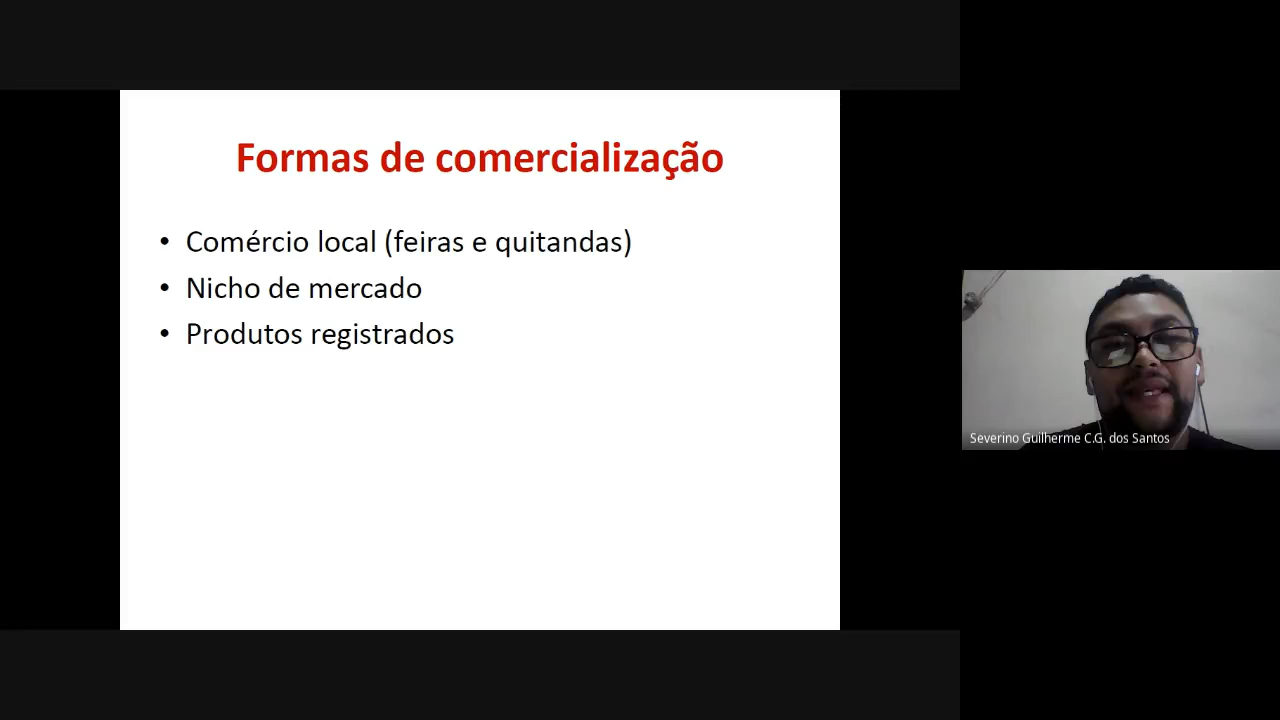 Formas de comercialização
• Comércio local (feiras e quitandas)
• Nicho de mercado
• Produtos registrados
Severino Guilherme C.G. dos Santos